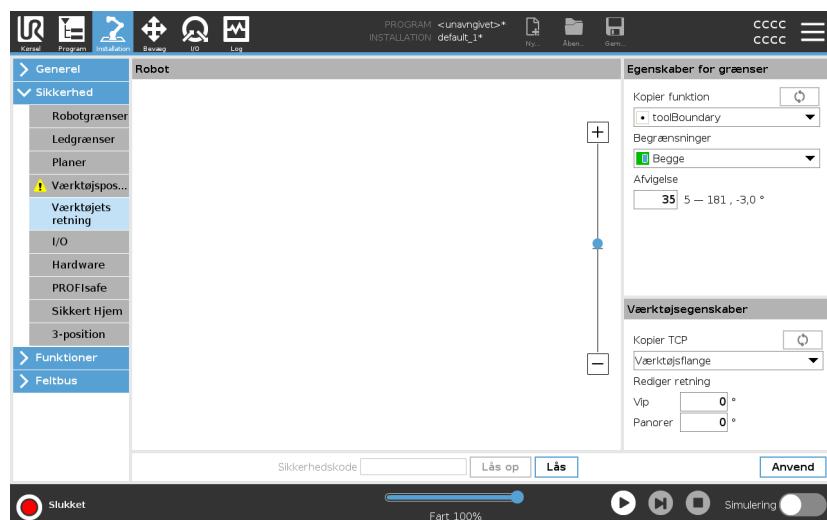 PROGRAM <unavngivet>*
INSTALLATION default_1*
CCCC
CCCC
Kørsel Program Installation Bevæg I/O Log Ny... Åben... Gem...
Generel
Sikkerhed
Robotgrænser
Ledgrænser
Planer
Værktøjspos...
Værktøjets
retning
I/O
Hardware
PROFIsafe
Sikkert Hjem
3-position
Funktioner
Feltbus
Robot
Egenskaber for grænser
Kopier funktion
toolBoundary
Begrænsninger
Begge
Afvigelse
35 5 — 181 , -3,0 °
Værktøjsegenskaber
Kopier TCP
Værktøjsflange
Rediger retning
Vip 0 °
Panorer 0 °
Sikkerhedskode Lås op Lås Anvend
Slukket
Fart 100%
Simulering